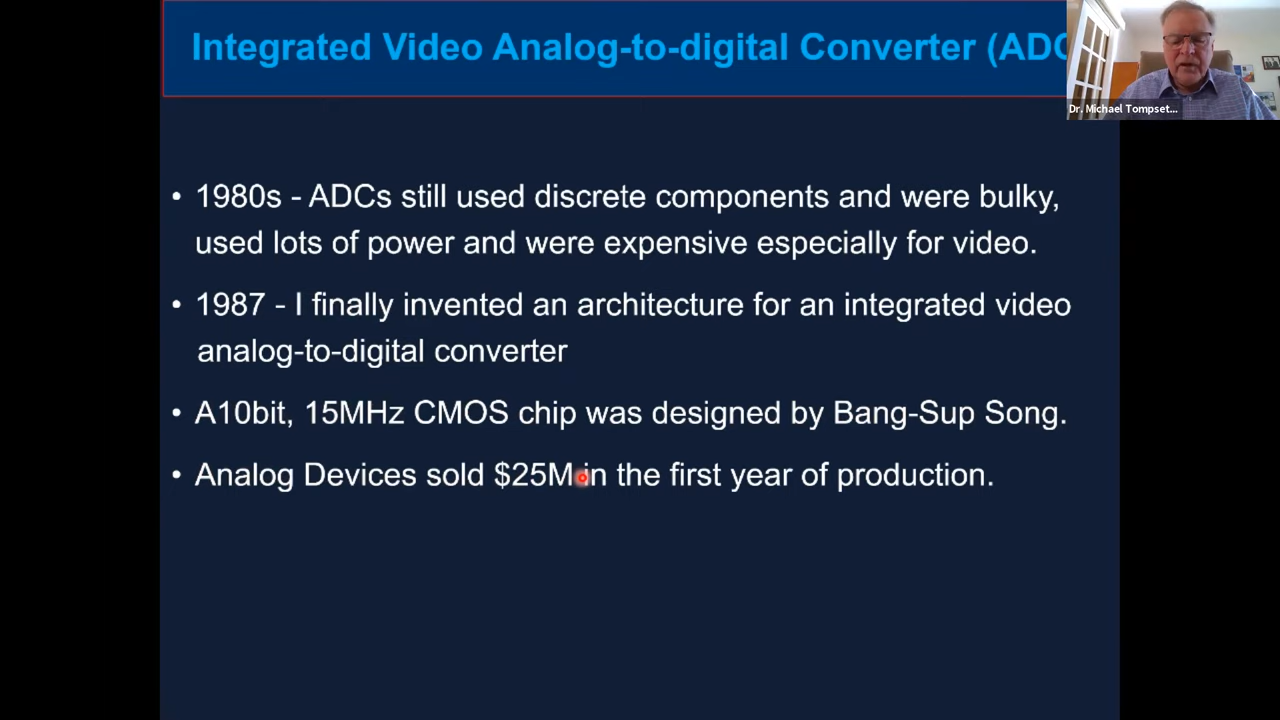 Integrated Video Analog-to-digital Converter (ADC
Dr. Michael Tompset...
• 1980s - ADCs still used discrete components and were bulky,
used lots of power and were expensive especially for video.
• 1987 - I finally invented an architecture for an integrated video
analog-to-digital converter
• A10bit, 15MHz CMOS chip was designed by Bang-Sup Song.
• Analog Devices sold $25M in the first year of production.